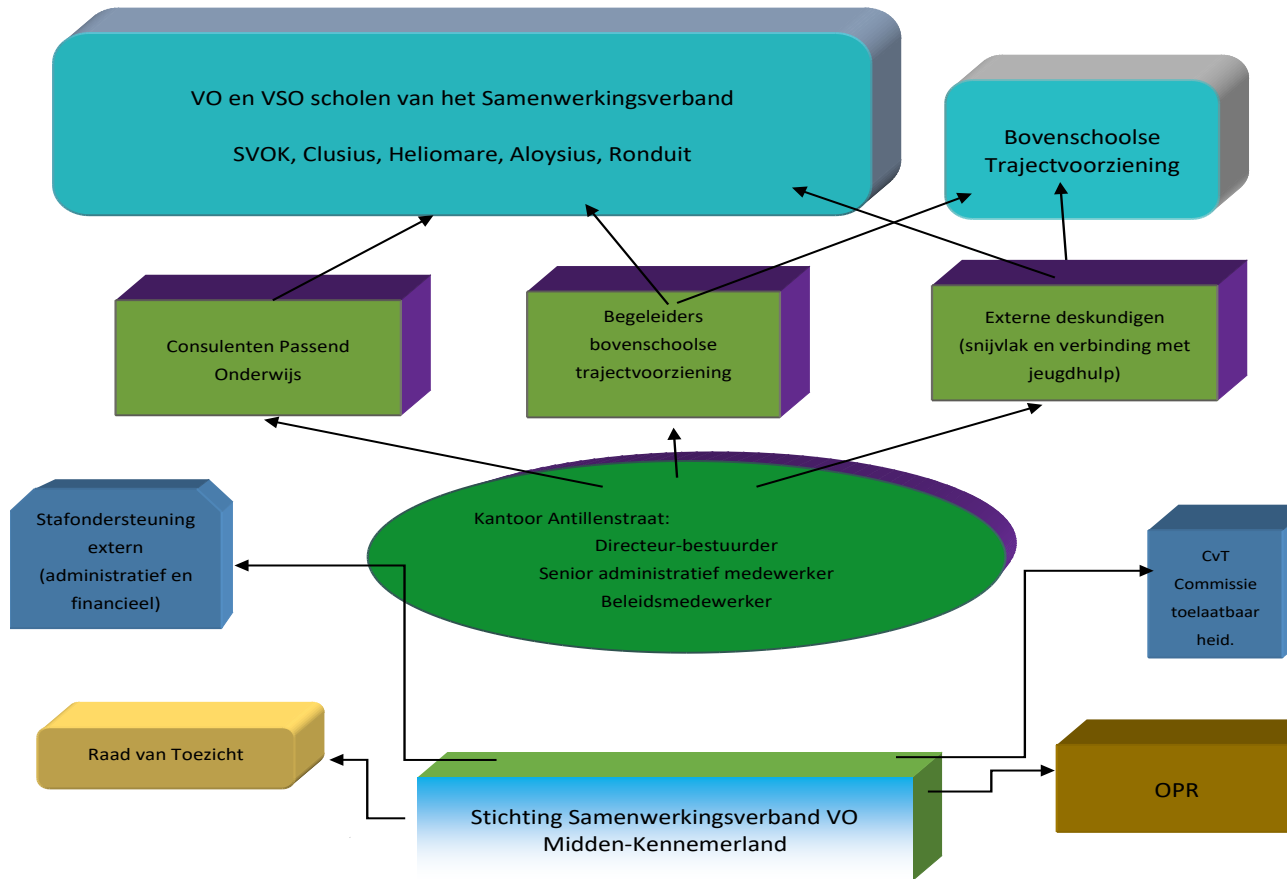 VO en VSO scholen van het Samenwerkingsverband
SVOK, Clusius, Heliomare, Aloysius, Ronduit
Bovenschoolse
Trajectvoorziening
Consulenten Passend
Onderwijs
Begeleiders
bovenschoolse
trajectvoorziening
Externe deskundigen
(snijvlak en verbinding met
jeugdhulp)
Stafondersteuning
extern
(administratief en
financieel)
Kantoor Antillenstraat:
Directeur-bestuurder
Senior administratief medewerker
Beleidsmedewerker
CvT
Commissie
toelaatbaar
heid.
Raad van Toezicht
Stichting Samenwerkingsverband VO
Midden-Kennemerland
OPR